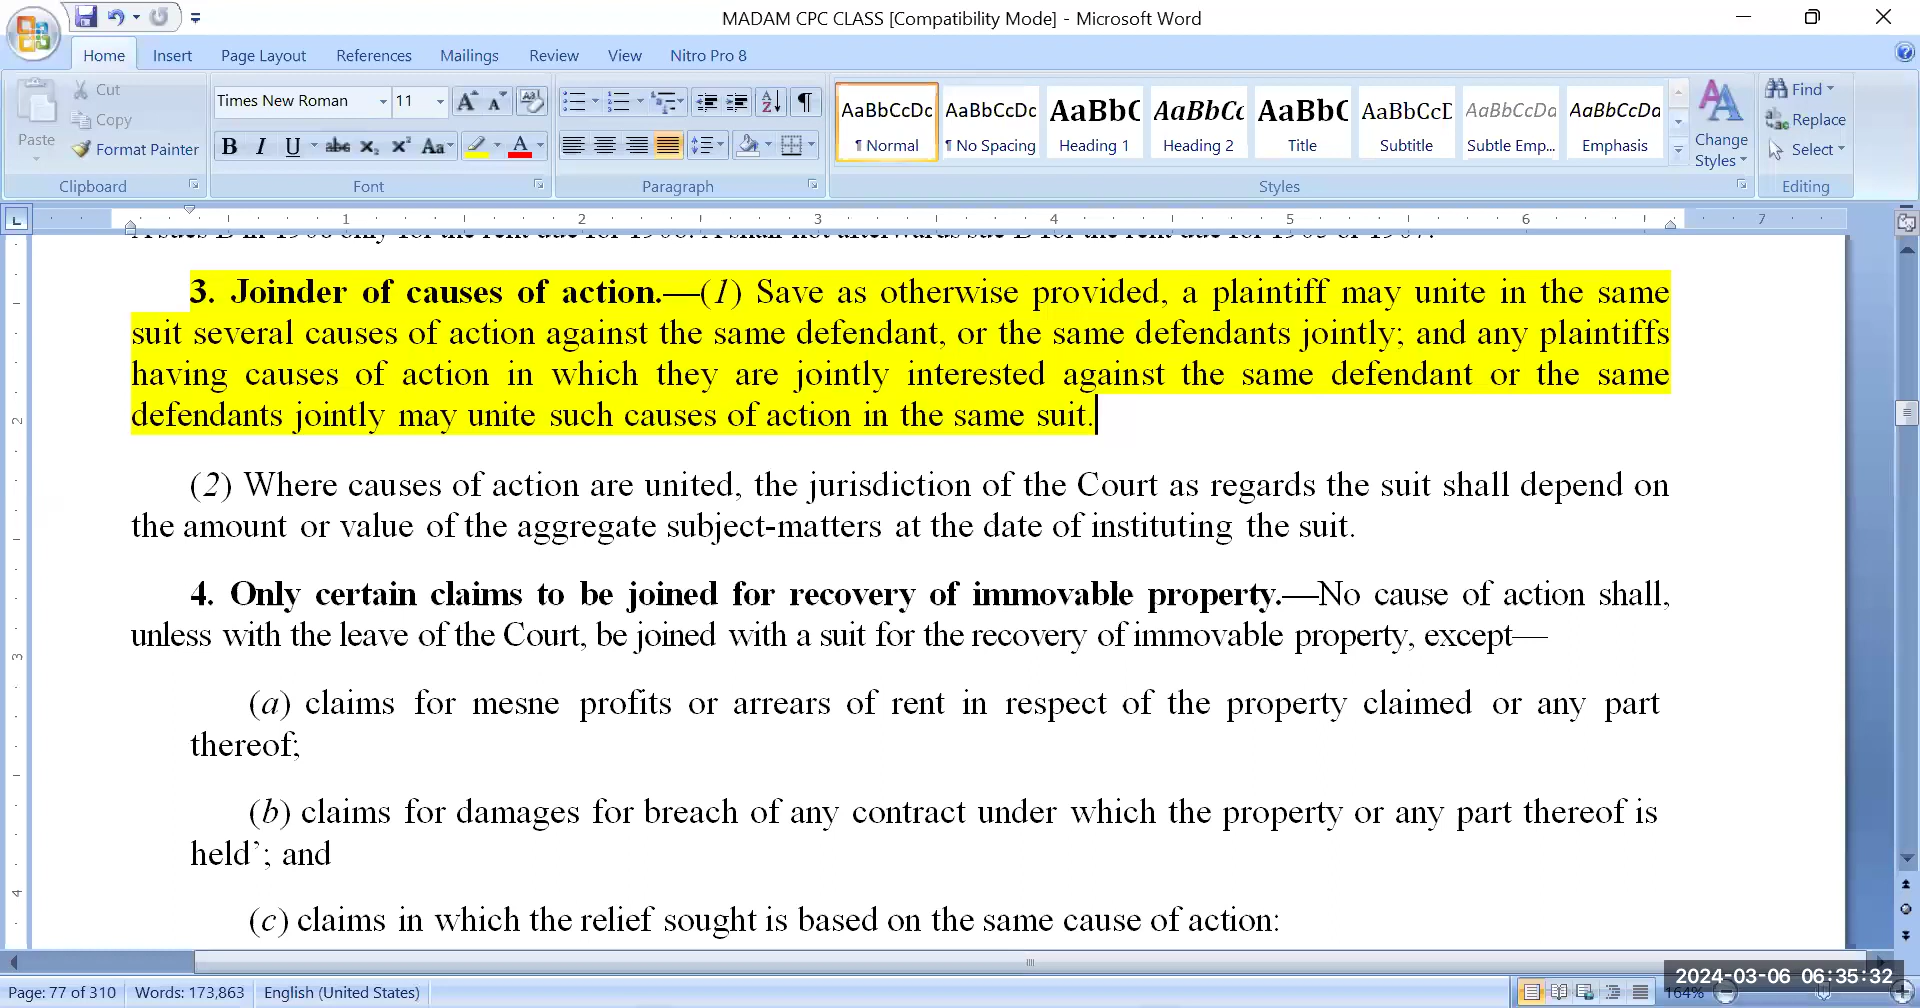 MADAM CPC CLASS [Compatibility Mode] - Microsoft Word
Home Insert Page Layout References Mailings Review View Nitro Pro 8
Paste
Cut
Copy
Format Painter
Clipboard
Times New Roman 11
Font
Paragraph
AaBbCcDc AaBbCcDc AaBbC AaBbCc AaBbC AaBbCcD AaBbCcDa AaBbCcDa
¶ Normal ¶ No Spacing Heading 1 Heading 2 Title Subtitle Subtle Emp... Emphasis
Change Styles
Styles
Find
Replace
Select
Editing
1 2 3 4 5 6 7
3. Joinder of causes of action.—(1) Save as otherwise provided, a plaintiff may unite in the same
suit several causes of action against the same defendant, or the same defendants jointly; and any plaintiffs
having causes of action in which they are jointly interested against the same defendant or the same
defendants jointly may unite such causes of action in the same suit.
(2) Where causes of action are united, the jurisdiction of the Court as regards the suit shall depend on
the amount or value of the aggregate subject-matters at the date of instituting the suit.
4. Only certain claims to be joined for recovery of immovable property.—No cause of action shall,
unless with the leave of the Court, be joined with a suit for the recovery of immovable property, except—
(a) claims for mesne profits or arrears of rent in respect of the property claimed or any part
thereof;
(b) claims for damages for breach of any contract under which the property or any part thereof is
held’; and
(c) claims in which the relief sought is based on the same cause of action:
2
3
4
2024-03-06 06:35:32
Page: 77 of 310 Words: 173,863 English (United States) 164%